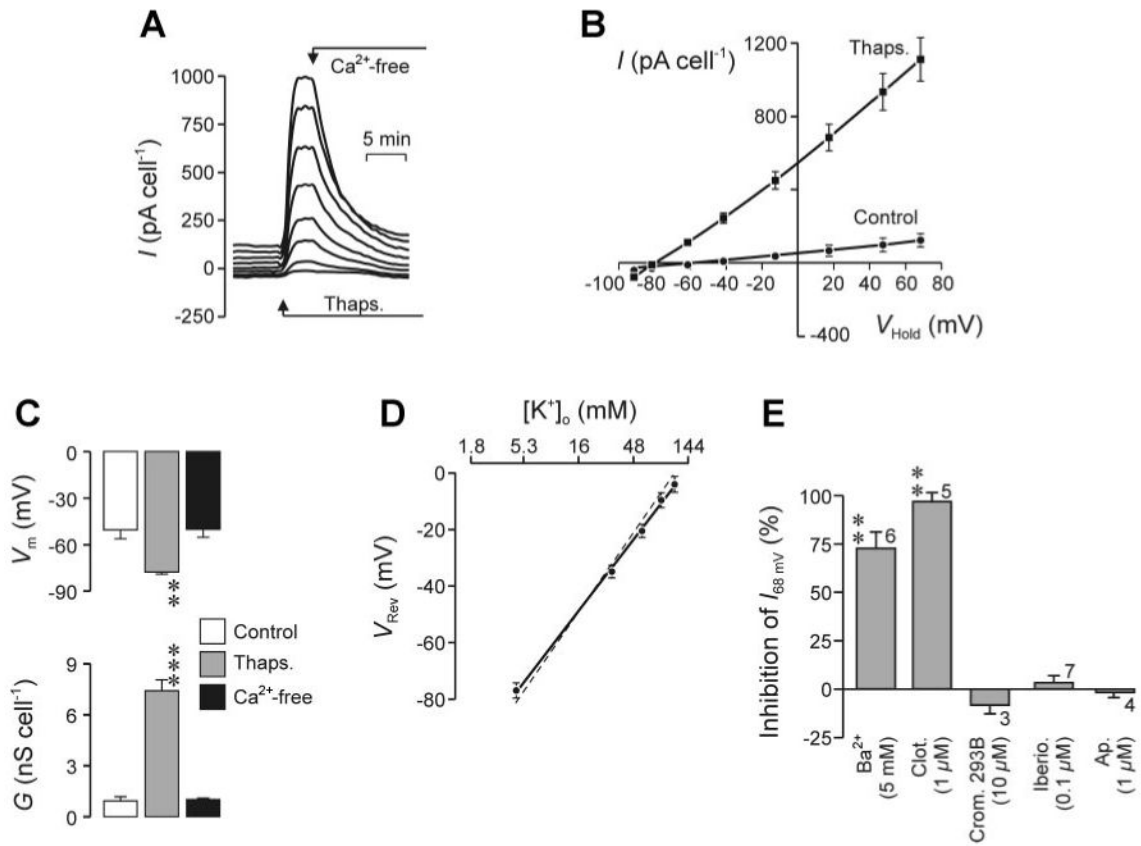 A
Ca²⁺-free
1000
750
500
250
0
-250
I (pA cell⁻¹)
5 min
Thaps.
B
I (pA cell⁻¹)
1200
800
-400
Thaps.
Control
-100 -80 -60 -40 -20 20 40 60 80
V_Hold (mV)
C
0
-30
-60
-90
V_m (mV)
**
Control
Thaps.
Ca²⁺-free
9
6
3
0
G (nS cell⁻¹)
***
D
[K⁺]ₒ (mM)
1.8 5.3 16 48 144
0
-20
-40
-60
-80
V_Rev (mV)
E
100
75
50
25
0
-25
Inhibition of I_68 mV (%)
** 6
** 5
3
7
4
Ba²⁺ (5 mM)
Clot. (1 µM)
Crom. 293B (10 µM)
Iberio. (0.1 µM)
Ap. (1 µM)